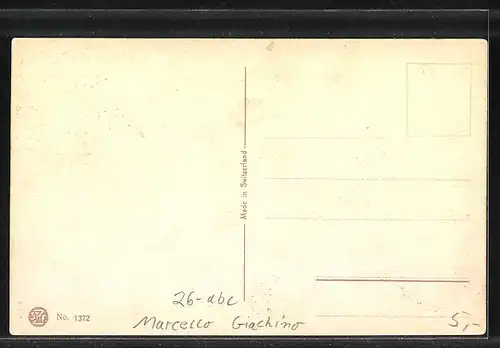 Made in Switzerland
No. 1372
26-abc
Marcello Giachino
5,-